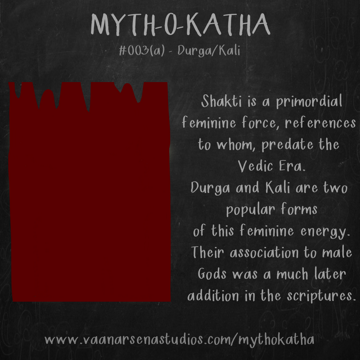 MYTH-O-KATHA
#003(a) - Durga/Kali
Shakti is a primordial
feminine force, references
to whom, predate the
Vedic Era.
Durga and Kali are two
popular forms
of this feminine energy.
Their association to male
Gods was a much later
addition in the scriptures.
www.vaanarsenastudios.com/mythokatha